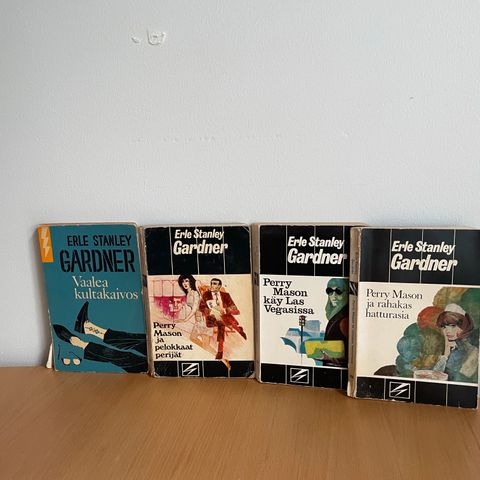 ERLE STANLEY
GARDNER
Vaalea
kultakaivos
Erle Stanley
Gardner
Perry
Mason
ja
pelokkaat
perijät
Erle Stanley
Gardner
Perry
Mason
käy Las
Vegasissa
Erle Stanley
Gardner
Perry Mason
ja rahakas
hatturasia